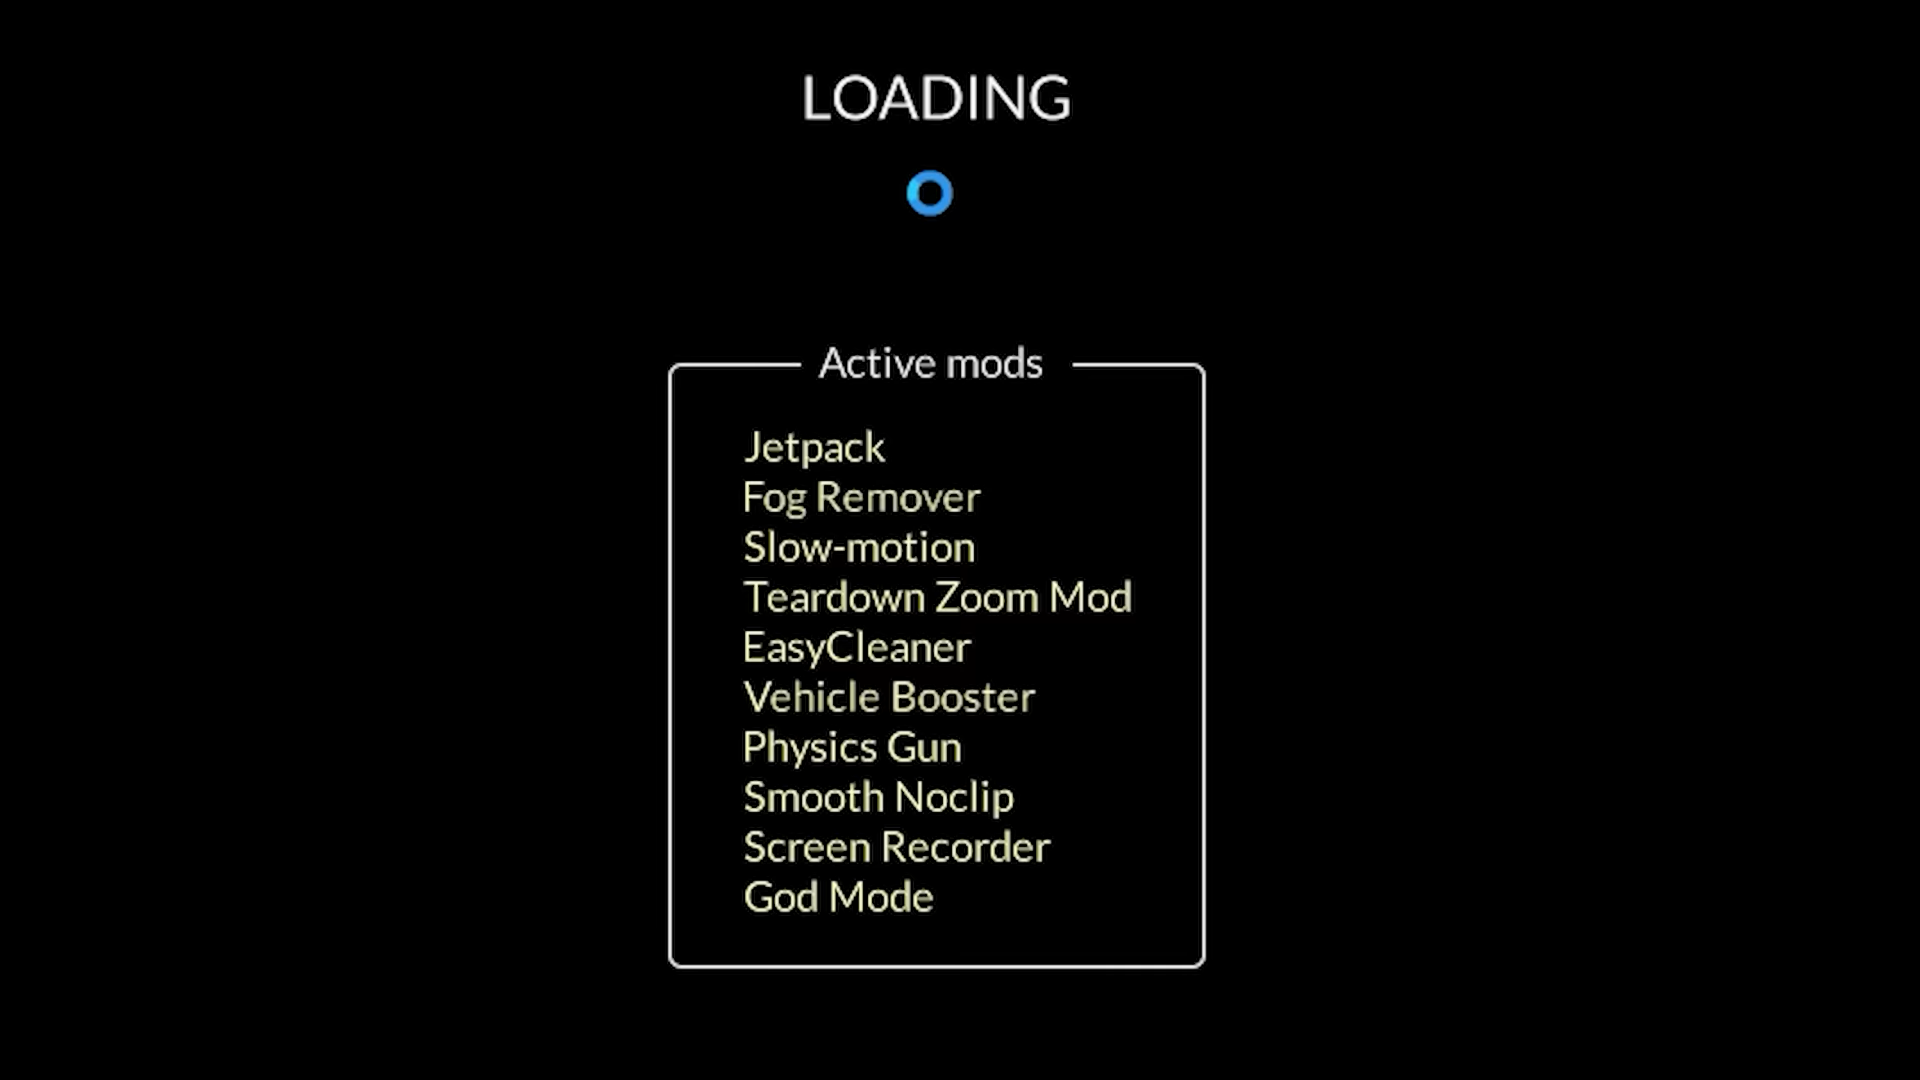 LOADING
Active mods
Jetpack
Fog Remover
Slow-motion
Teardown Zoom Mod
EasyCleaner
Vehicle Booster
Physics Gun
Smooth Noclip
Screen Recorder
God Mode